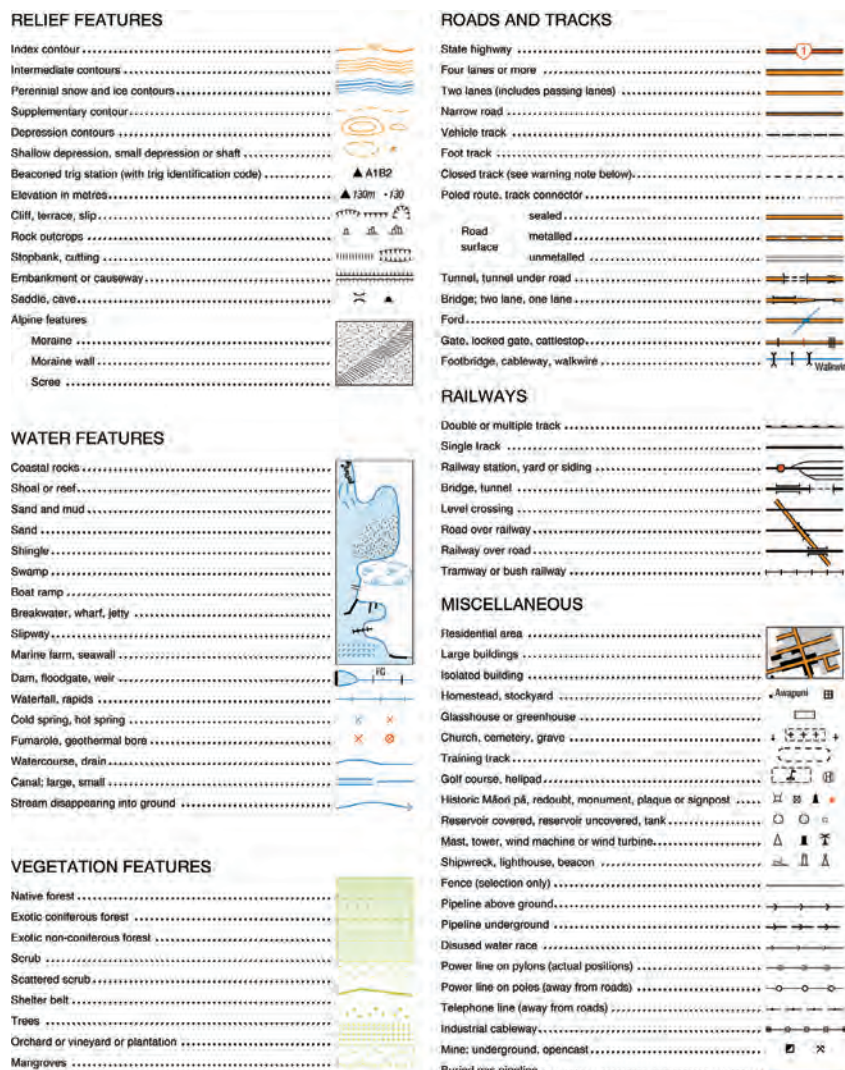 RELIEF FEATURES
Index contour
Intermediate contours
Perennial snow and ice contours
Supplementary contour
Depression contours
Shallow depression, small depression or shaft
Beaconed trig station (with trig identification code) A1B2
Elevation in metres 130m •130
Cliff, terrace, slip
Rock outcrops
Stopbank, cutting
Embankment or causeway
Saddle, cave
Alpine features
Moraine
Moraine wall
Scree
WATER FEATURES
Coastal rocks
Shoal or reef
Sand and mud
Sand
Shingle
Swamp
Boat ramp
Breakwater, wharf, jetty
Slipway
Marine farm, seawall
Dam, floodgate, weir FG
Waterfall, rapids
Cold spring, hot spring
Fumarole, geothermal bore
Watercourse, drain
Canal; large, small
Stream disappearing into ground
VEGETATION FEATURES
Native forest
Exotic coniferous forest
Exotic non-coniferous forest
Scrub
Scattered scrub
Shelter belt
Trees
Orchard or vineyard or plantation
Mangroves
ROADS AND TRACKS
State highway 1
Four lanes or more
Two lanes (includes passing lanes)
Narrow road
Vehicle track
Foot track
Closed track (see warning note below)
Poled route, track connector
Road surface
sealed
metalled
unmetalled
Tunnel, tunnel under road
Bridge; two lane, one lane
Ford
Gate, locked gate, cattlestop
Footbridge, cableway, walkwire
RAILWAYS
Double or multiple track
Single track
Railway station, yard or siding
Bridge, tunnel
Level crossing
Road over railway
Railway over road
Tramway or bush railway
MISCELLANEOUS
Residential area
Large buildings
Isolated building
Homestead, stockyard Awapuni
Glasshouse or greenhouse
Church, cemetery, grave
Training track
Golf course, helipad H
Historic Māori pā, redoubt, monument, plaque or signpost
Reservoir covered, reservoir uncovered, tank
Mast, tower, wind machine or wind turbine
Shipwreck, lighthouse, beacon
Fence (selection only)
Pipeline above ground
Pipeline underground
Disused water race
Power line on pylons (actual positions)
Power line on poles (away from roads)
Telephone line (away from roads)
Industrial cableway
Mine; underground, opencast
Buried gas pipeline